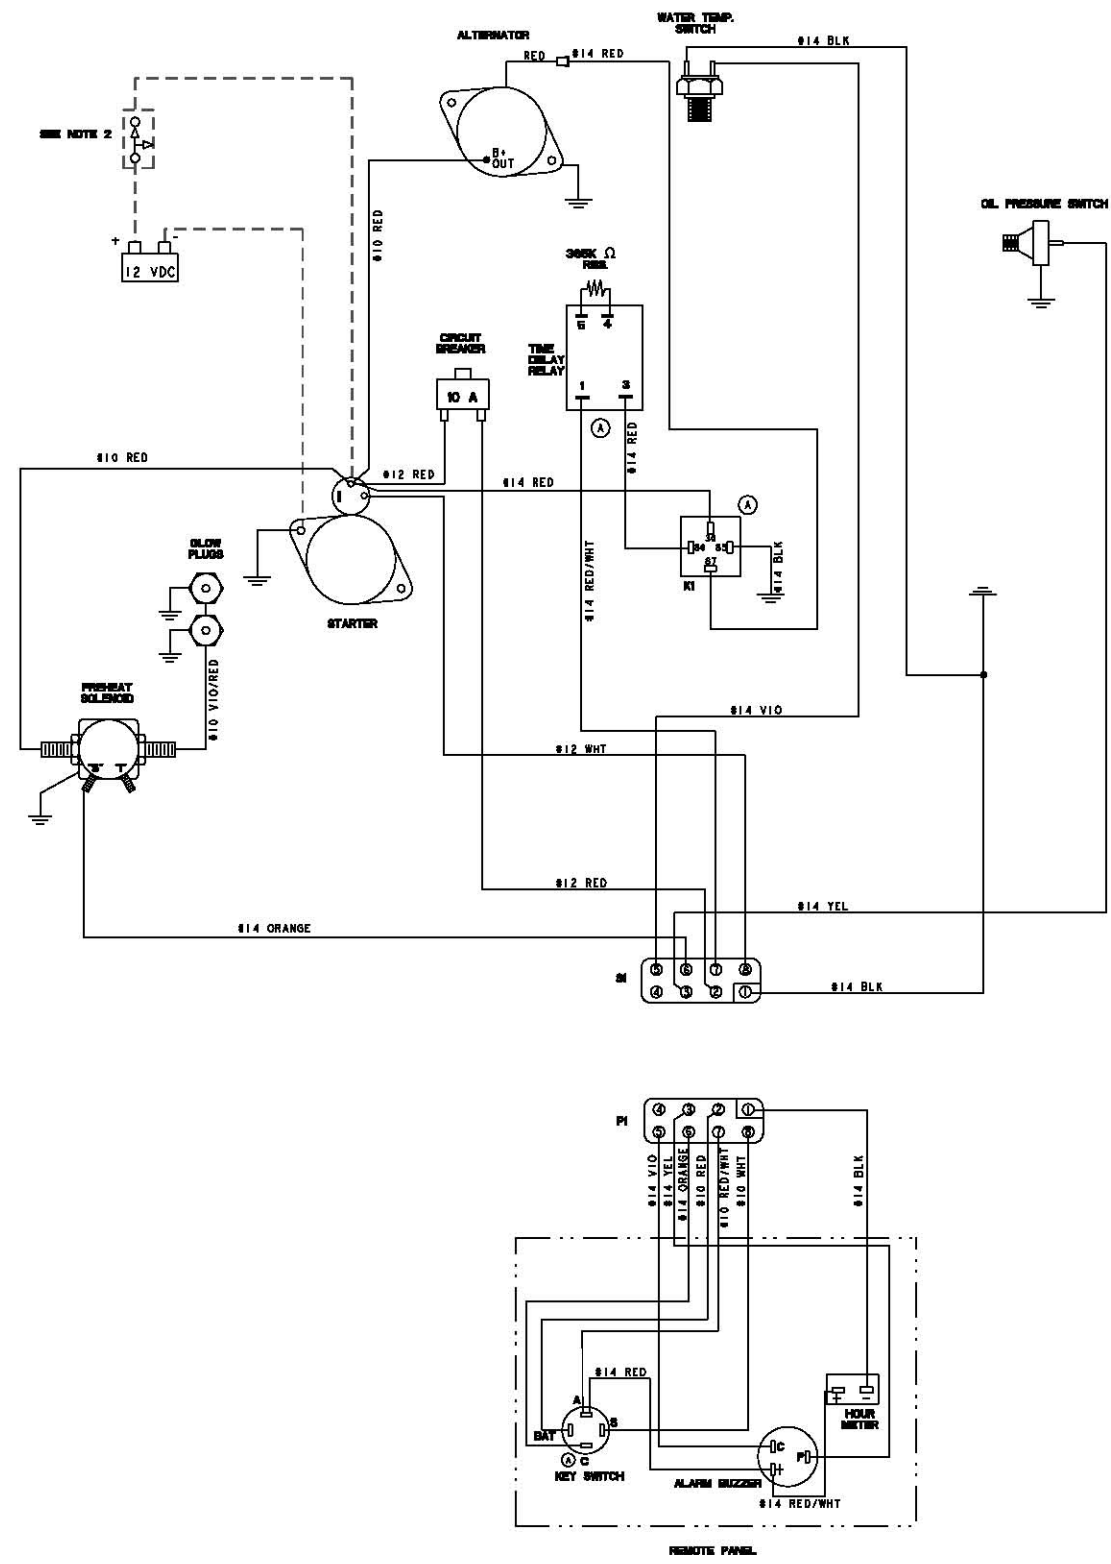 WATER TEMP.
SWITCH
ALTERNATOR
RED
#14 RED
#14 BLK
SEE NOTE 2
B+
OUT
OIL PRESSURE SWITCH
#10 RED
+
-
12 VDC
365K Ω
RES.
5
4
CIRCUIT
BREAKER
TIME
DELAY
RELAY
1
3
10 A
A
#14 RED
#10 RED
#12 RED
#14 RED
A
GLOW
PLUGS
84
85
87
#14 BLK
K1
#14 RED/WHT
STARTER
#10 VIO/RED
PREHEAT
SOLENOID
#14 VIO
#12 WHT
"S"
"I"
#12 RED
#14 YEL
#14 ORANGE
5
6
7
8
4
3
2
1
#14 BLK
P1
4
3
2
1
5
6
7
8
#14 VIO
#14 YEL
#14 ORANGE
#10 RED
#10 RED/WHT
#10 WHT
#14 BLK
#14 RED
A
S
BAT
A
C
KEY SWITCH
+
-
HOUR
METER
C
P
+
ALARM BUZZER
#14 RED/WHT
REMOTE PANEL